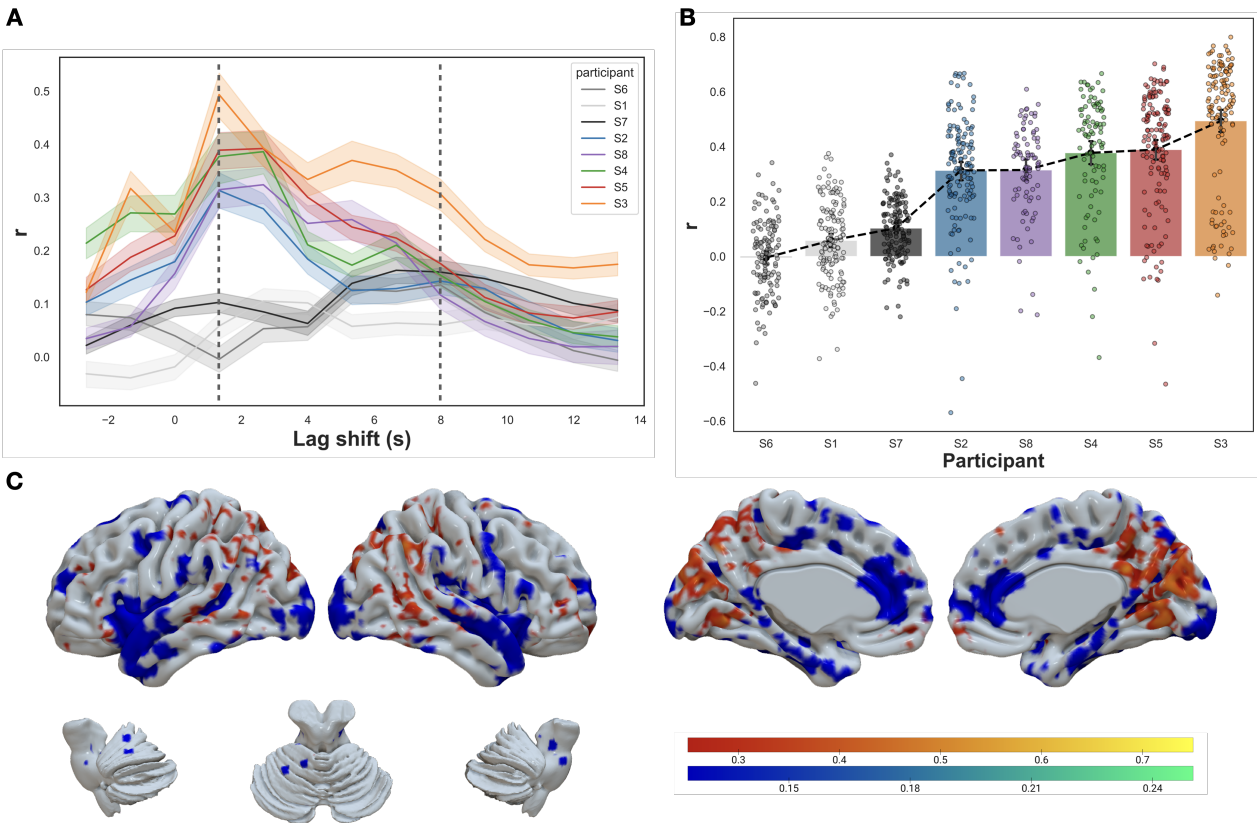 A
B
r
0.5
0.4
0.3
0.2
0.1
0.0
−2
0
2
4
6
8
10
12
14
Lag shift (s)
participant
S6
S1
S7
S2
S8
S4
S5
S3
r
0.8
0.6
0.4
0.2
0.0
−0.2
−0.4
−0.6
S6 S1 S7 S2 S8 S4 S5 S3
Participant
C
0.3 0.4 0.5 0.6 0.7
0.15 0.18 0.21 0.24